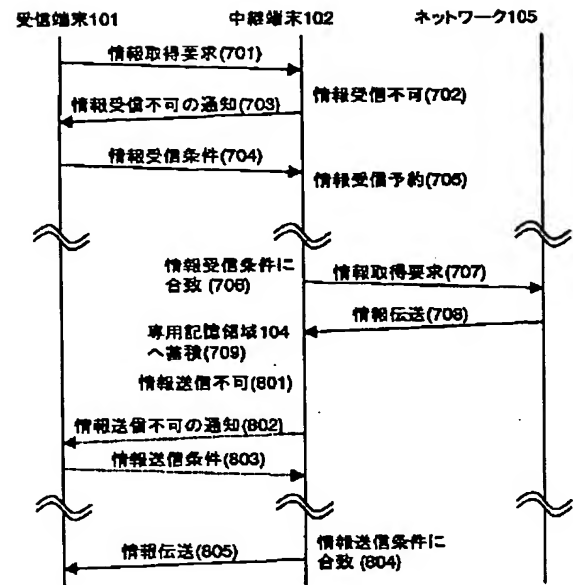 受信端末101
中継端末102
ネットワーク105
情報取得要求(701)
情報受信不可(702)
情報受信不可の通知(703)
情報受信条件(704)
情報受信予約(705)
情報受信条件に
合致 (706)
情報取得要求(707)
情報伝送(708)
専用記憶領域104
へ蓄積(709)
情報送信不可(801)
情報送信不可の通知(802)
情報送信条件(803)
情報送信条件に
合致 (804)
情報伝送(805)